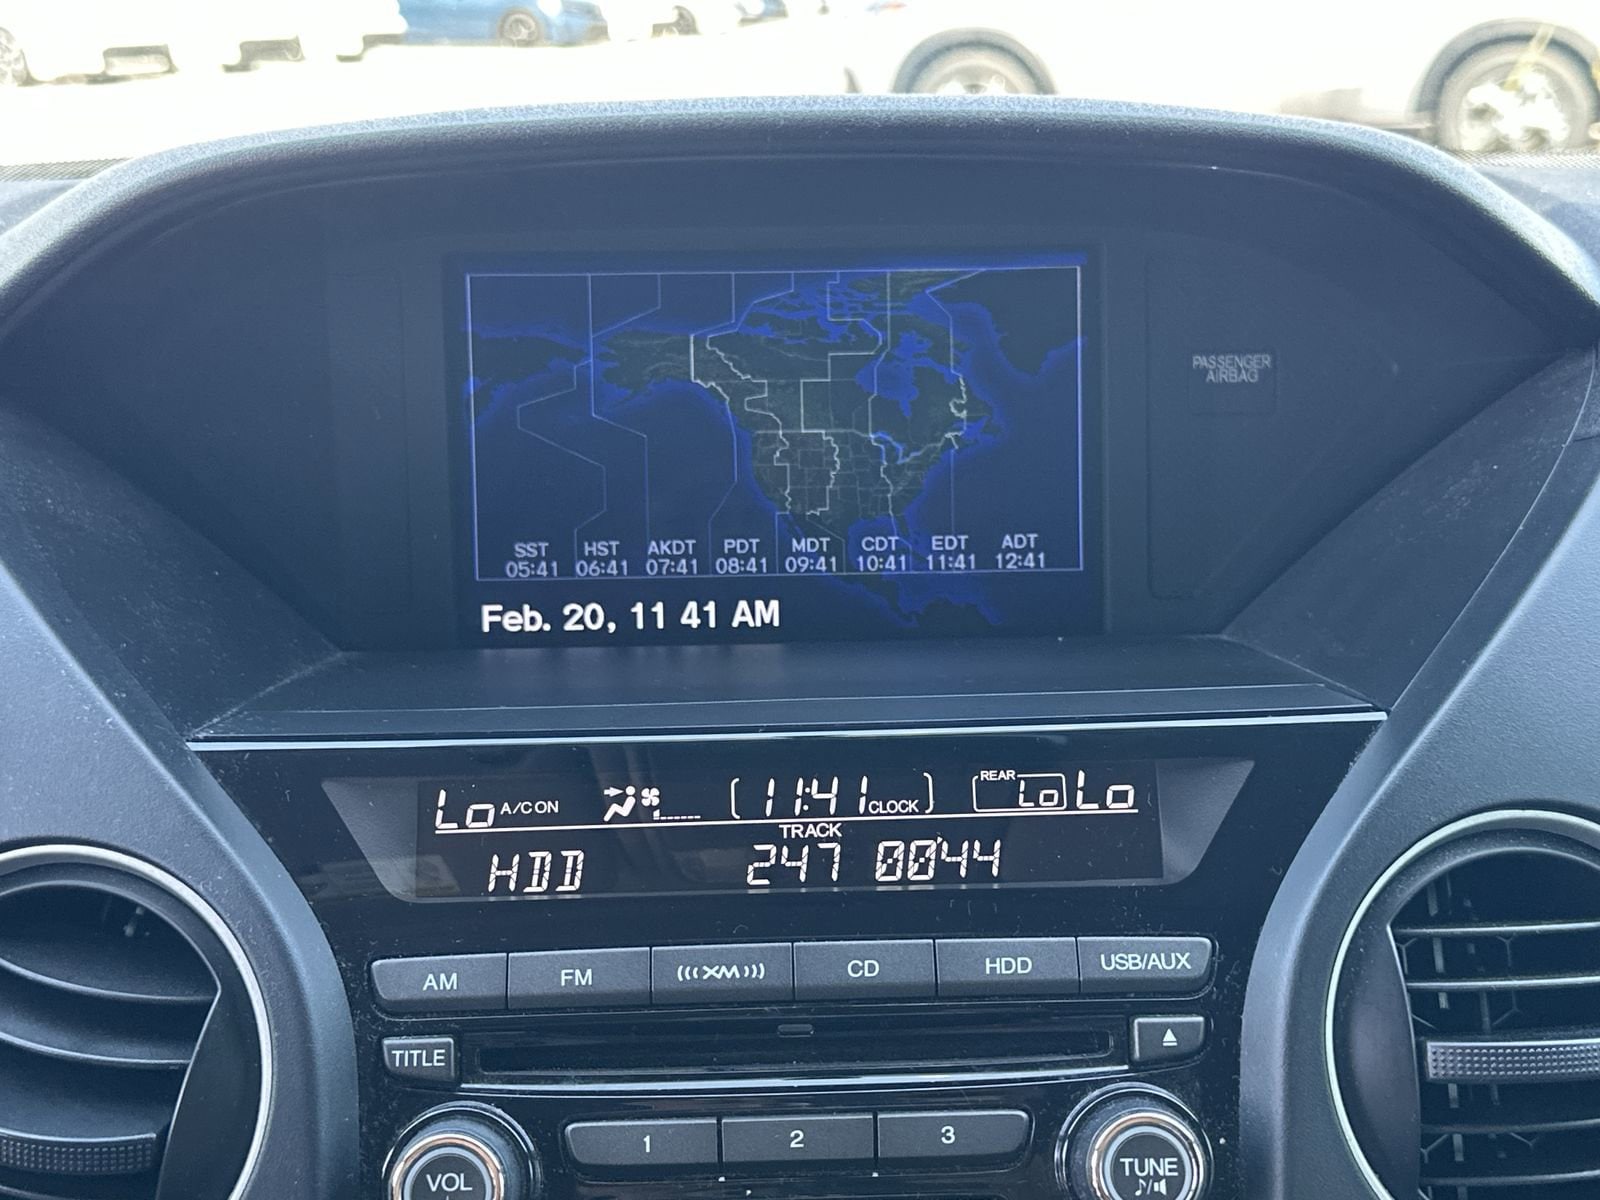 PASSENGER
AIRBAG
SST HST AKDT PDT MDT CDT EDT ADT
05:41 06:41 07:41 08:41 09:41 10:41 11:41 12:41
Feb. 20, 11 41 AM
Lo A/C ON 11:41 CLOCK REAR Lo Lo
TRACK
HDD 247 0044
AM FM XM CD HDD USB/AUX
TITLE
1 2 3
VOL TUNE